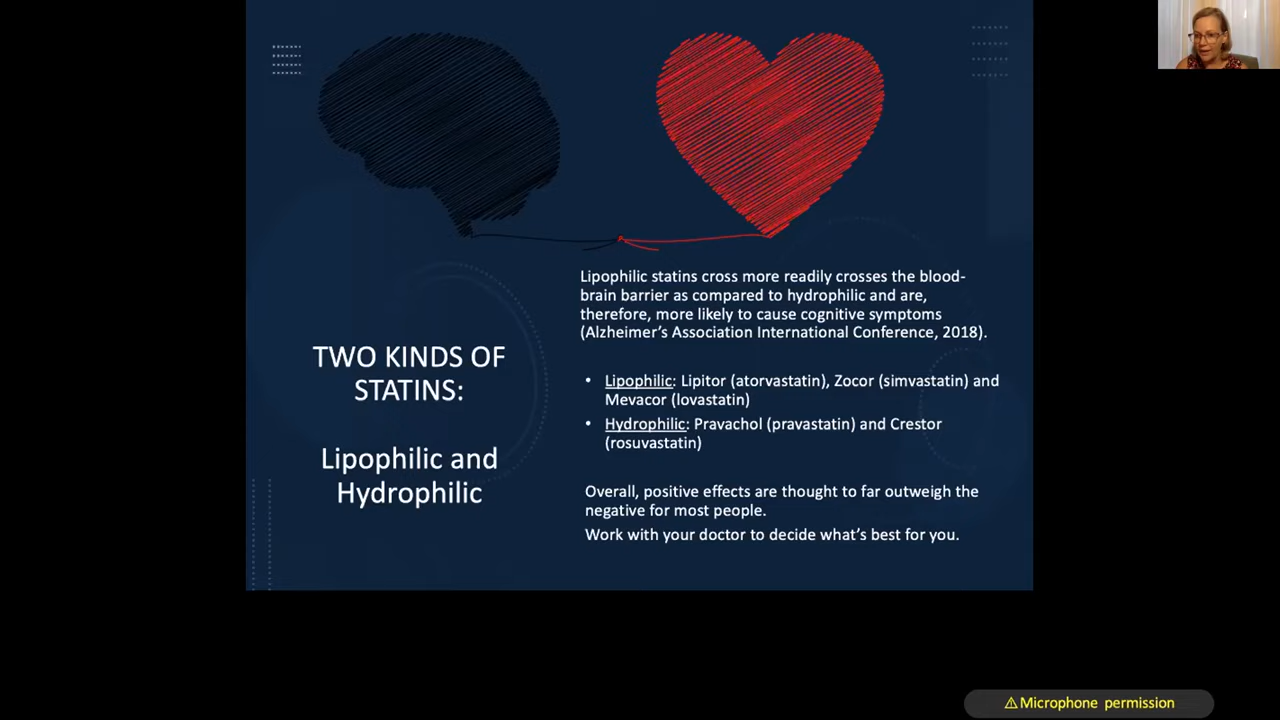 TWO KINDS OF
STATINS:
Lipophilic and
Hydrophilic
Lipophilic statins cross more readily crosses the blood-
brain barrier as compared to hydrophilic and are,
therefore, more likely to cause cognitive symptoms
(Alzheimer’s Association International Conference, 2018).
• Lipophilic: Lipitor (atorvastatin), Zocor (simvastatin) and
Mevacor (lovastatin)
• Hydrophilic: Pravachol (pravastatin) and Crestor
(rosuvastatin)
Overall, positive effects are thought to far outweigh the
negative for most people.
Work with your doctor to decide what’s best for you.
⚠Microphone permission